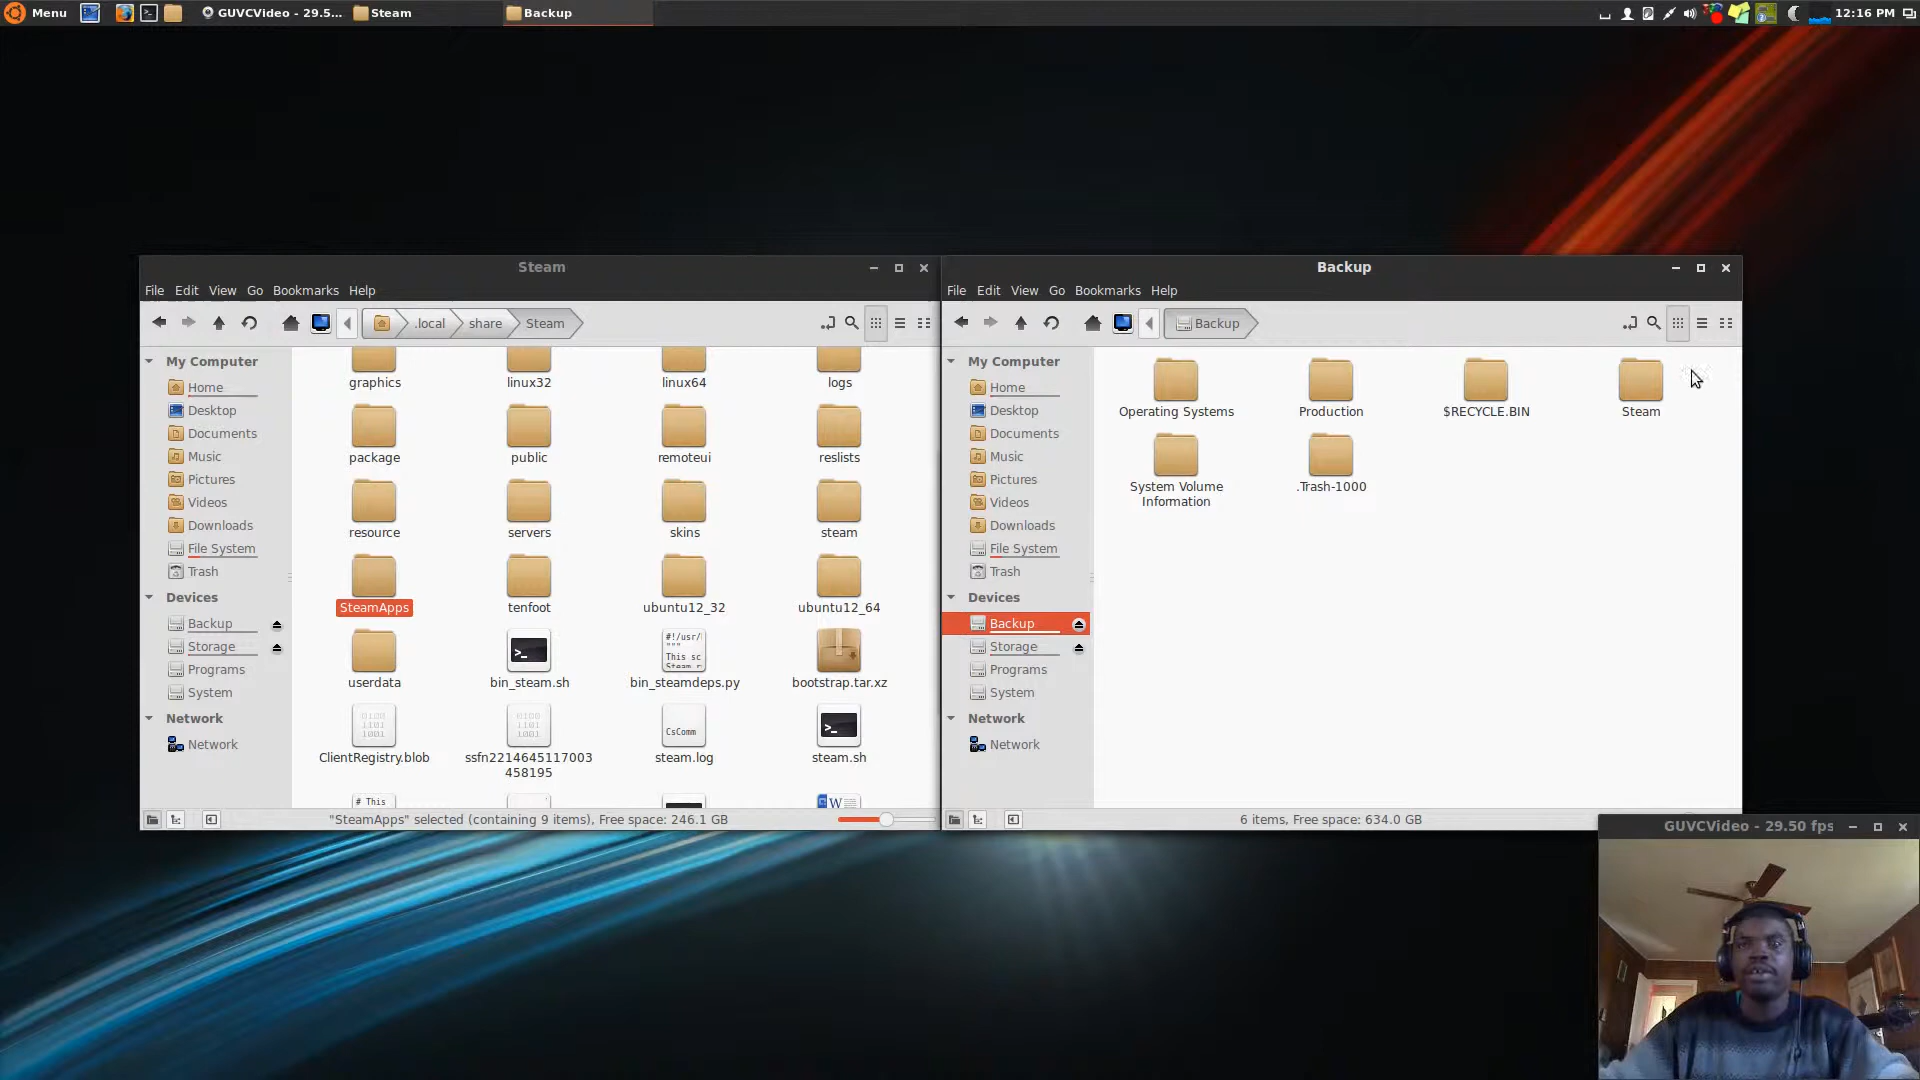 Menu
GUVCVideo - 29.5...
Steam
Backup
12:16 PM
Steam
File Edit View Go Bookmarks Help
.local share Steam
My Computer
Home
Desktop
Documents
Music
Pictures
Videos
Downloads
File System
Trash
Devices
Backup
Storage
Programs
System
Network
Network
graphics linux32 linux64 logs
package public remoteui reslists
resource servers skins steam
SteamApps tenfoot ubuntu12_32 ubuntu12_64
#!/usr/
"""
This sc
userdata bin_steam.sh bin_steamdeps.py bootstrap.tar.xz
CsComm
ClientRegistry.blob ssfn2214645117003
458195
steam.log steam.sh
# This
"SteamApps" selected (containing 9 items), Free space: 246.1 GB
Backup
File Edit View Go Bookmarks Help
Backup
My Computer
Home
Desktop
Documents
Music
Pictures
Videos
Downloads
File System
Trash
Devices
Backup
Storage
Programs
System
Network
Network
Operating Systems Production $RECYCLE.BIN Steam
System Volume
Information
.Trash-1000
6 items, Free space: 634.0 GB
GUVCVideo - 29.50 fps